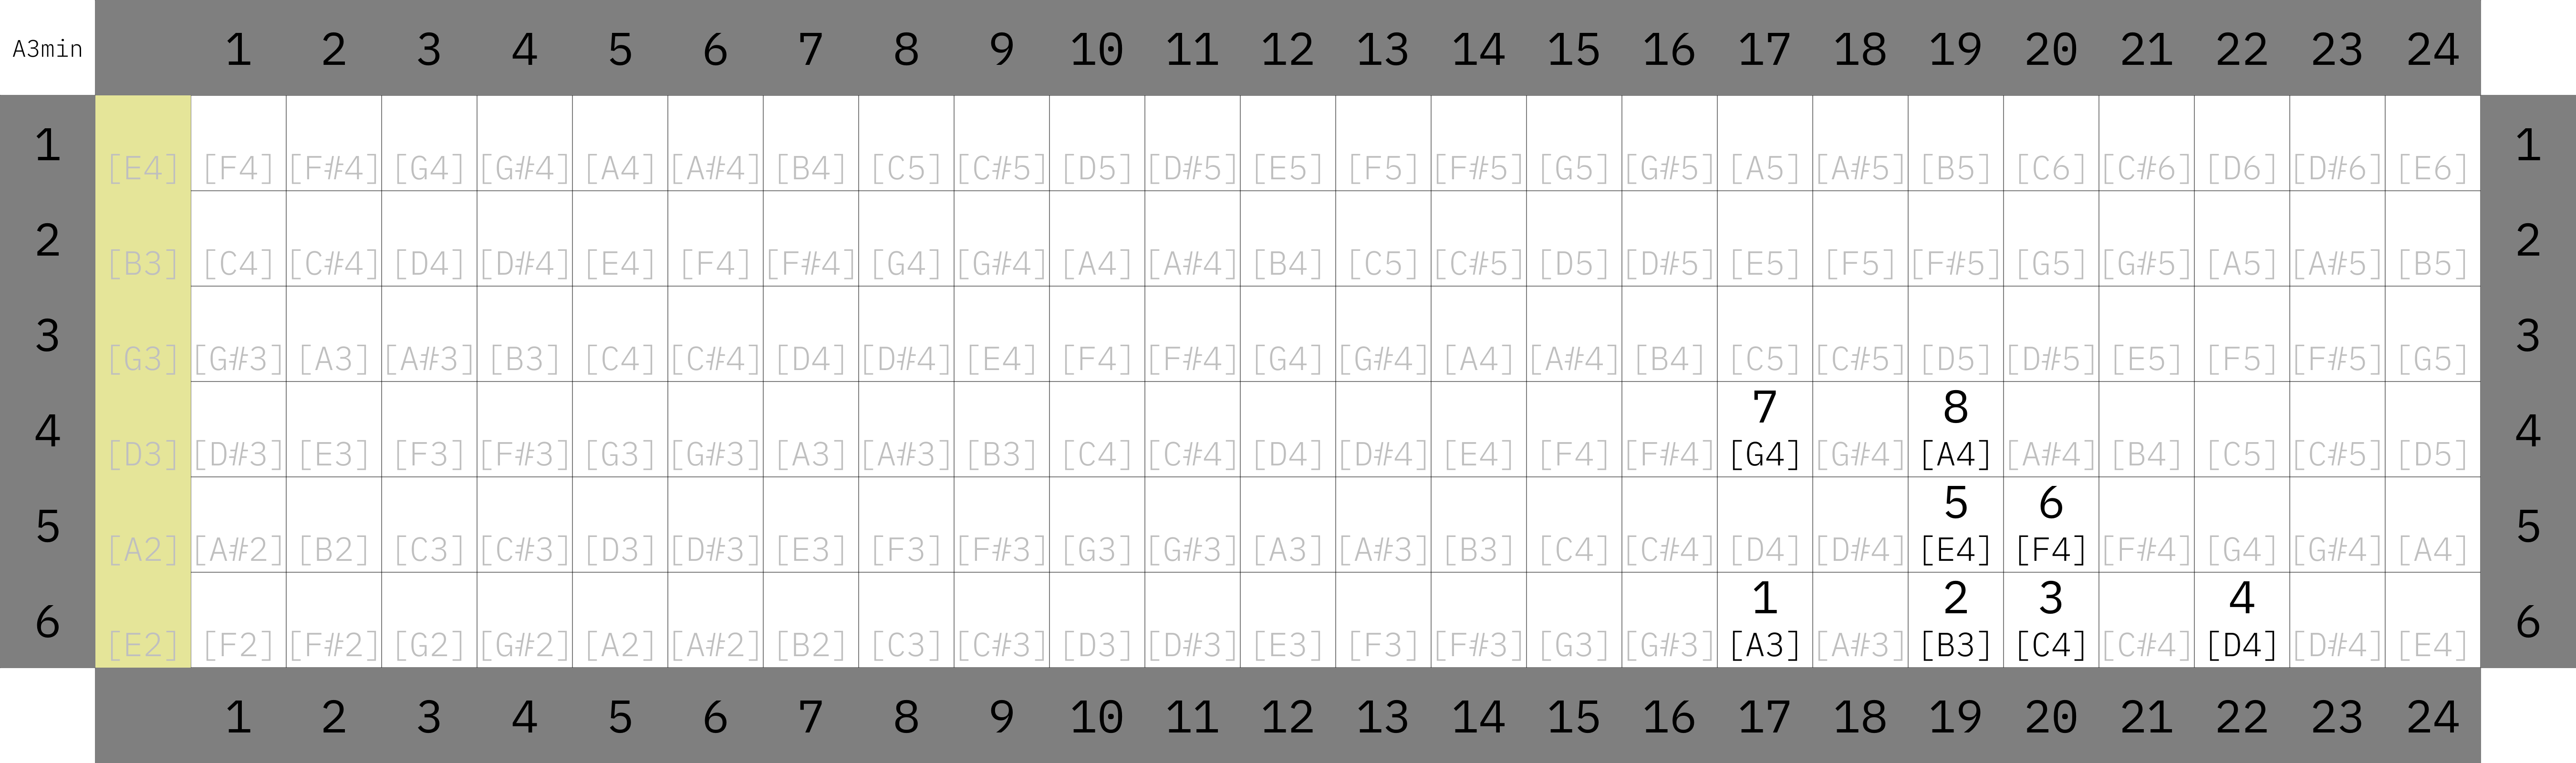 A3min 1 2 3 4 5 6 7 8 9 10 11 12 13 14 15 16 17 18 19 20 21 22 23 24
1 [E4] [F4] [F#4] [G4] [G#4] [A4] [A#4] [B4] [C5] [C#5] [D5] [D#5] [E5] [F5] [F#5] [G5] [G#5] [A5] [A#5] [B5] [C6] [C#6] [D6] [D#6] [E6] 1
2 [B3] [C4] [C#4] [D4] [D#4] [E4] [F4] [F#4] [G4] [G#4] [A4] [A#4] [B4] [C5] [C#5] [D5] [D#5] [E5] [F5] [F#5] [G5] [G#5] [A5] [A#5] [B5] 2
3 [G3] [G#3] [A3] [A#3] [B3] [C4] [C#4] [D4] [D#4] [E4] [F4] [F#4] [G4] [G#4] [A4] [A#4] [B4] [C5] [C#5] [D5] [D#5] [E5] [F5] [F#5] [G5] 3
7 8
4 [D3] [D#3] [E3] [F3] [F#3] [G3] [G#3] [A3] [A#3] [B3] [C4] [C#4] [D4] [D#4] [E4] [F4] [F#4] [G4] [G#4] [A4] [A#4] [B4] [C5] [C#5] [D5] 4
5 6
5 [A2] [A#2] [B2] [C3] [C#3] [D3] [D#3] [E3] [F3] [F#3] [G3] [G#3] [A3] [A#3] [B3] [C4] [C#4] [D4] [D#4] [E4] [F4] [F#4] [G4] [G#4] [A4] 5
1 2 3 4
6 [E2] [F2] [F#2] [G2] [G#2] [A2] [A#2] [B2] [C3] [C#3] [D3] [D#3] [E3] [F3] [F#3] [G3] [G#3] [A3] [A#3] [B3] [C4] [C#4] [D4] [D#4] [E4] 6
1 2 3 4 5 6 7 8 9 10 11 12 13 14 15 16 17 18 19 20 21 22 23 24